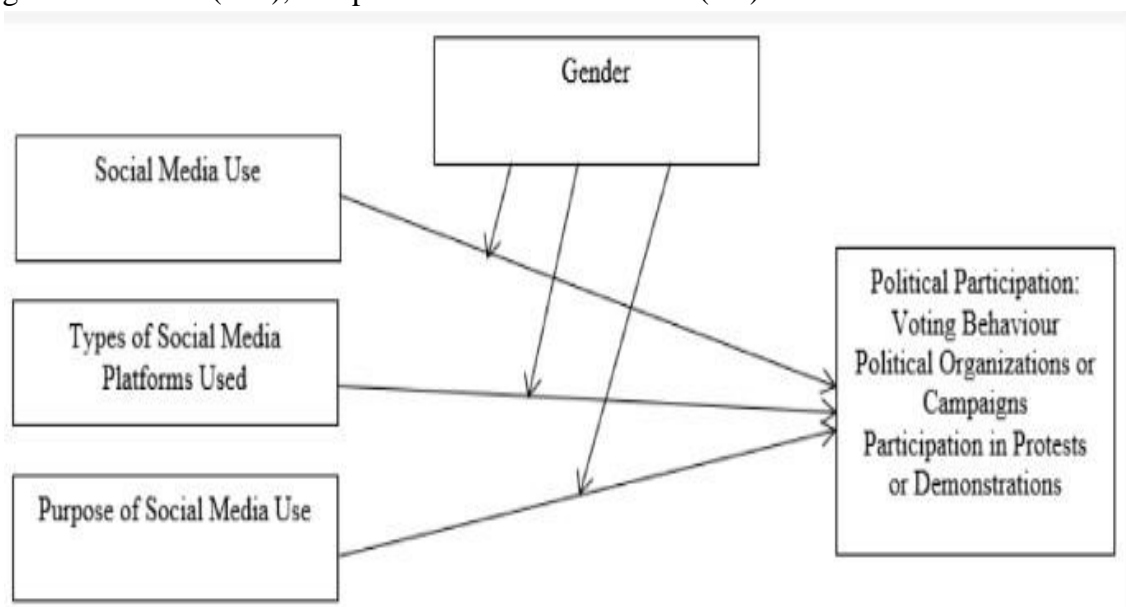 Gender
Social Media Use
Types of Social Media
Platforms Used
Purpose of Social Media Use
Political Participation:
Voting Behaviour
Political Organizations or
Campaigns
Participation in Protests
or Demonstrations